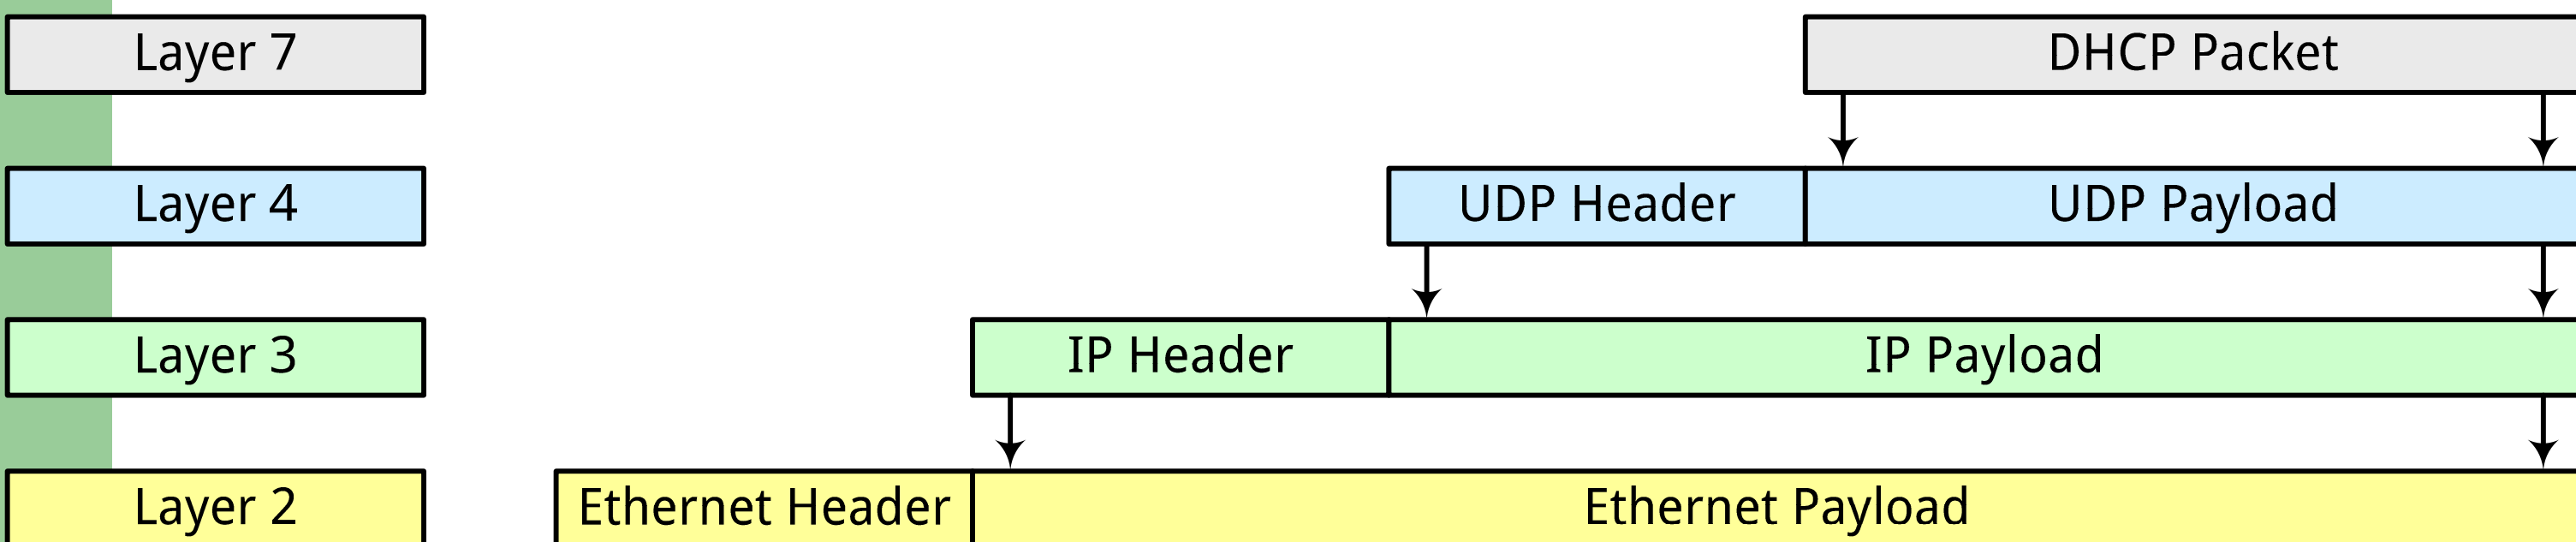 Layer 7
DHCP Packet
Layer 4
UDP Header
UDP Payload
Layer 3
IP Header
IP Payload
Layer 2
Ethernet Header
Ethernet Payload